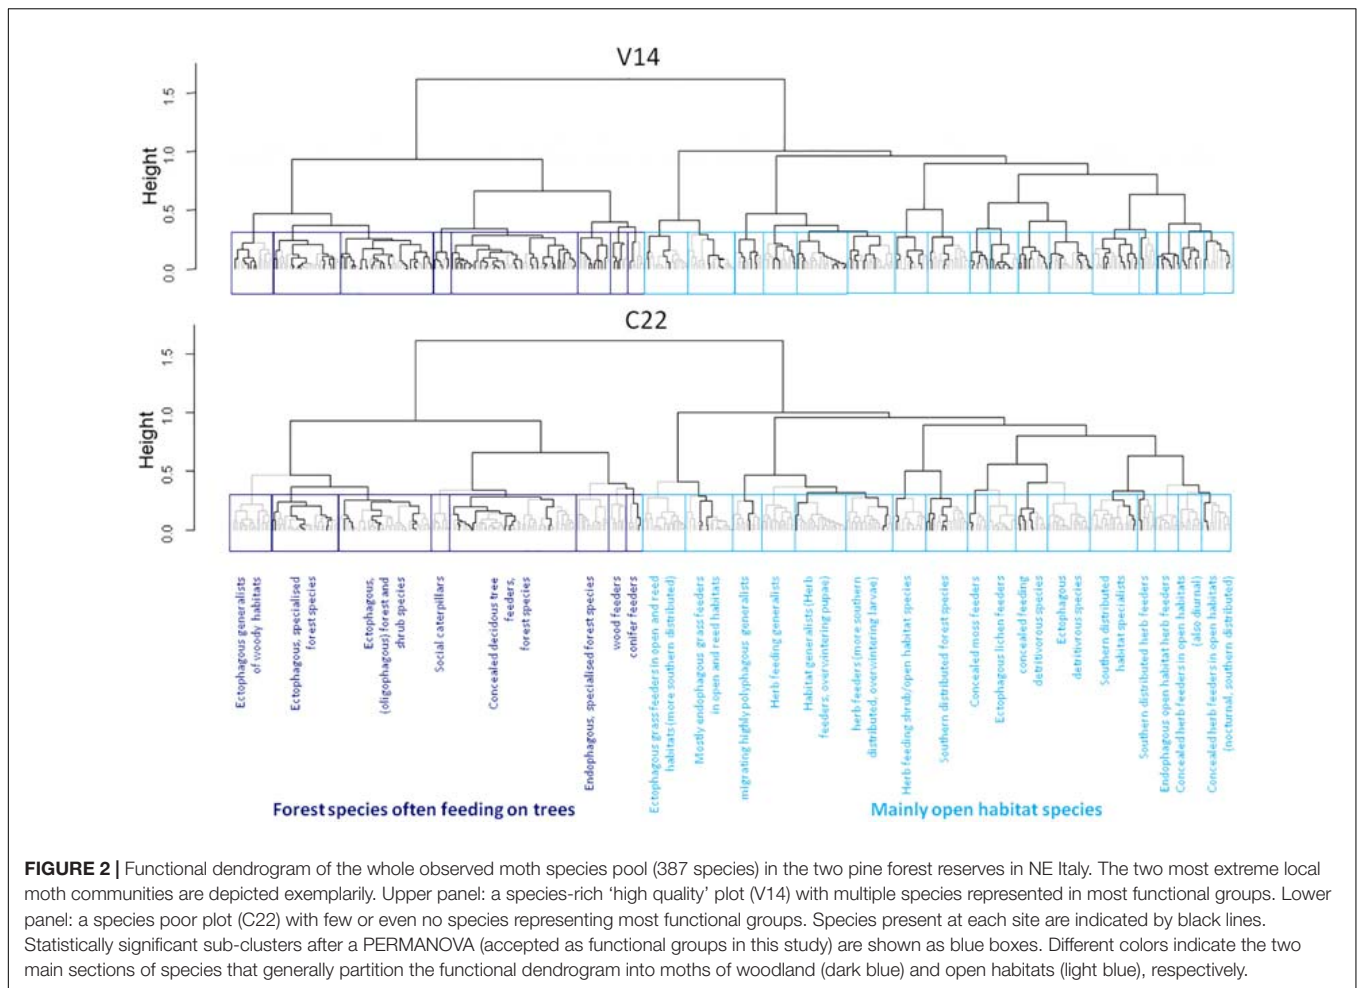 V14
Height
0.0 0.5 1.0 1.5
C22
Height
0.0 0.5 1.0 1.5
Ectophagous generalists
of woody habitats
Ectophagous, specialised
forest species
Ectophagous,
(oligophagous) forest and
shrub species
Social caterpillars
Concealed decidous tree
feeders,
forest species
Endophagous, specialised forest species
wood feeders
conifer feeders
Ectophagous grass feeders in open and reed
habitats (more southern distributed)
Mostly endophagous grass feeders
in open and reed habitats
migrating highly polyphagous generalists
Herb feeding generalists
Habitat generalists (Herb
feeders, overwintering pupae)
herb feeders (more southern
distributed, overwintering larvae)
Herb feeding shrub/open habitat species
Southern distributed forest species
Concealed moss feeders
Ectophagous lichen feeders
concealed feeding
detritivorous species
Ectophagous
detritivrous species
Southern distributed
habitat specialists
Southern distributed herb feeders
Endophagous open habitat herb feeders
Concealed herb feeders in open habitats
(also diurnal)
Concealed herb feeders in open habitats
(nocturnal, southern distributed)
Forest species often feeding on trees
Mainly open habitat species
FIGURE 2 | Functional dendrogram of the whole observed moth species pool (387 species) in the two pine forest reserves in NE Italy. The two most extreme local
moth communities are depicted exemplarily. Upper panel: a species-rich ‘high quality’ plot (V14) with multiple species represented in most functional groups. Lower
panel: a species poor plot (C22) with few or even no species representing most functional groups. Species present at each site are indicated by black lines.
Statistically significant sub-clusters after a PERMANOVA (accepted as functional groups in this study) are shown as blue boxes. Different colors indicate the two
main sections of species that generally partition the functional dendrogram into moths of woodland (dark blue) and open habitats (light blue), respectively.